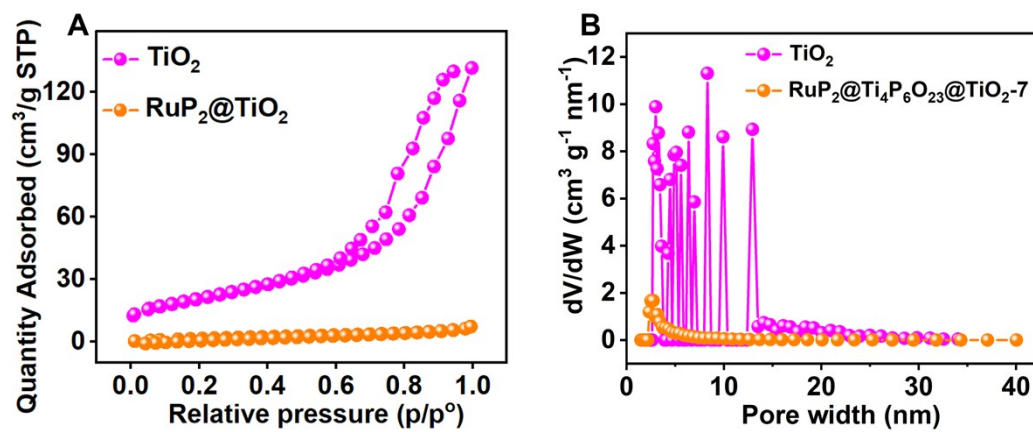 A
TiO₂
RuP₂@TiO₂
Quantity Adsorbed (cm³/g STP)
120
90
60
30
0
0.0 0.2 0.4 0.6 0.8 1.0
Relative pressure (p/pº)
B
TiO₂
RuP₂@Ti₄P₆O₂₃@TiO₂-7
dV/dW (cm³ g⁻¹ nm⁻¹)
12
10
8
6
4
2
0
10 20 30 40
Pore width (nm)